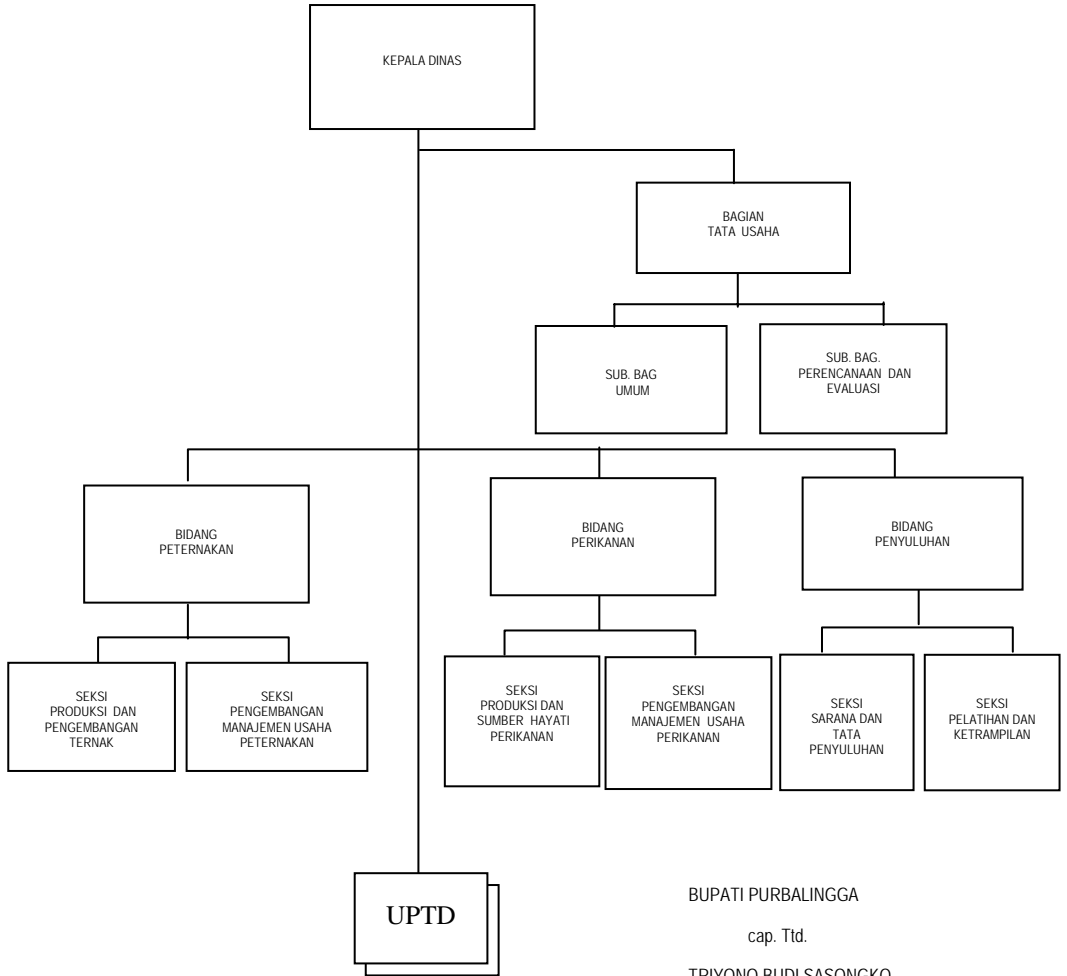 KEPALA DINAS
BAGIAN
TATA USAHA
SUB. BAG
UMUM
SUB. BAG.
PERENCANAAN DAN
EVALUASI
BIDANG
PETERNAKAN
BIDANG
PERIKANAN
BIDANG
PENYULUHAN
SEKSI
PRODUKSI DAN
PENGEMBANGAN
TERNAK
SEKSI
PENGEMBANGAN
MANAJEMEN USAHA
PETERNAKAN
SEKSI
PRODUKSI DAN
SUMBER HAYATI
PERIKANAN
SEKSI
PENGEMBANGAN
MANAJEMEN USAHA
PERIKANAN
SEKSI
SARANA DAN
TATA
PENYULUHAN
SEKSI
PELATIHAN DAN
KETRAMPILAN
UPTD
BUPATI PURBALINGGA
cap. Ttd.
TRIYONO BUDI SASONGKO